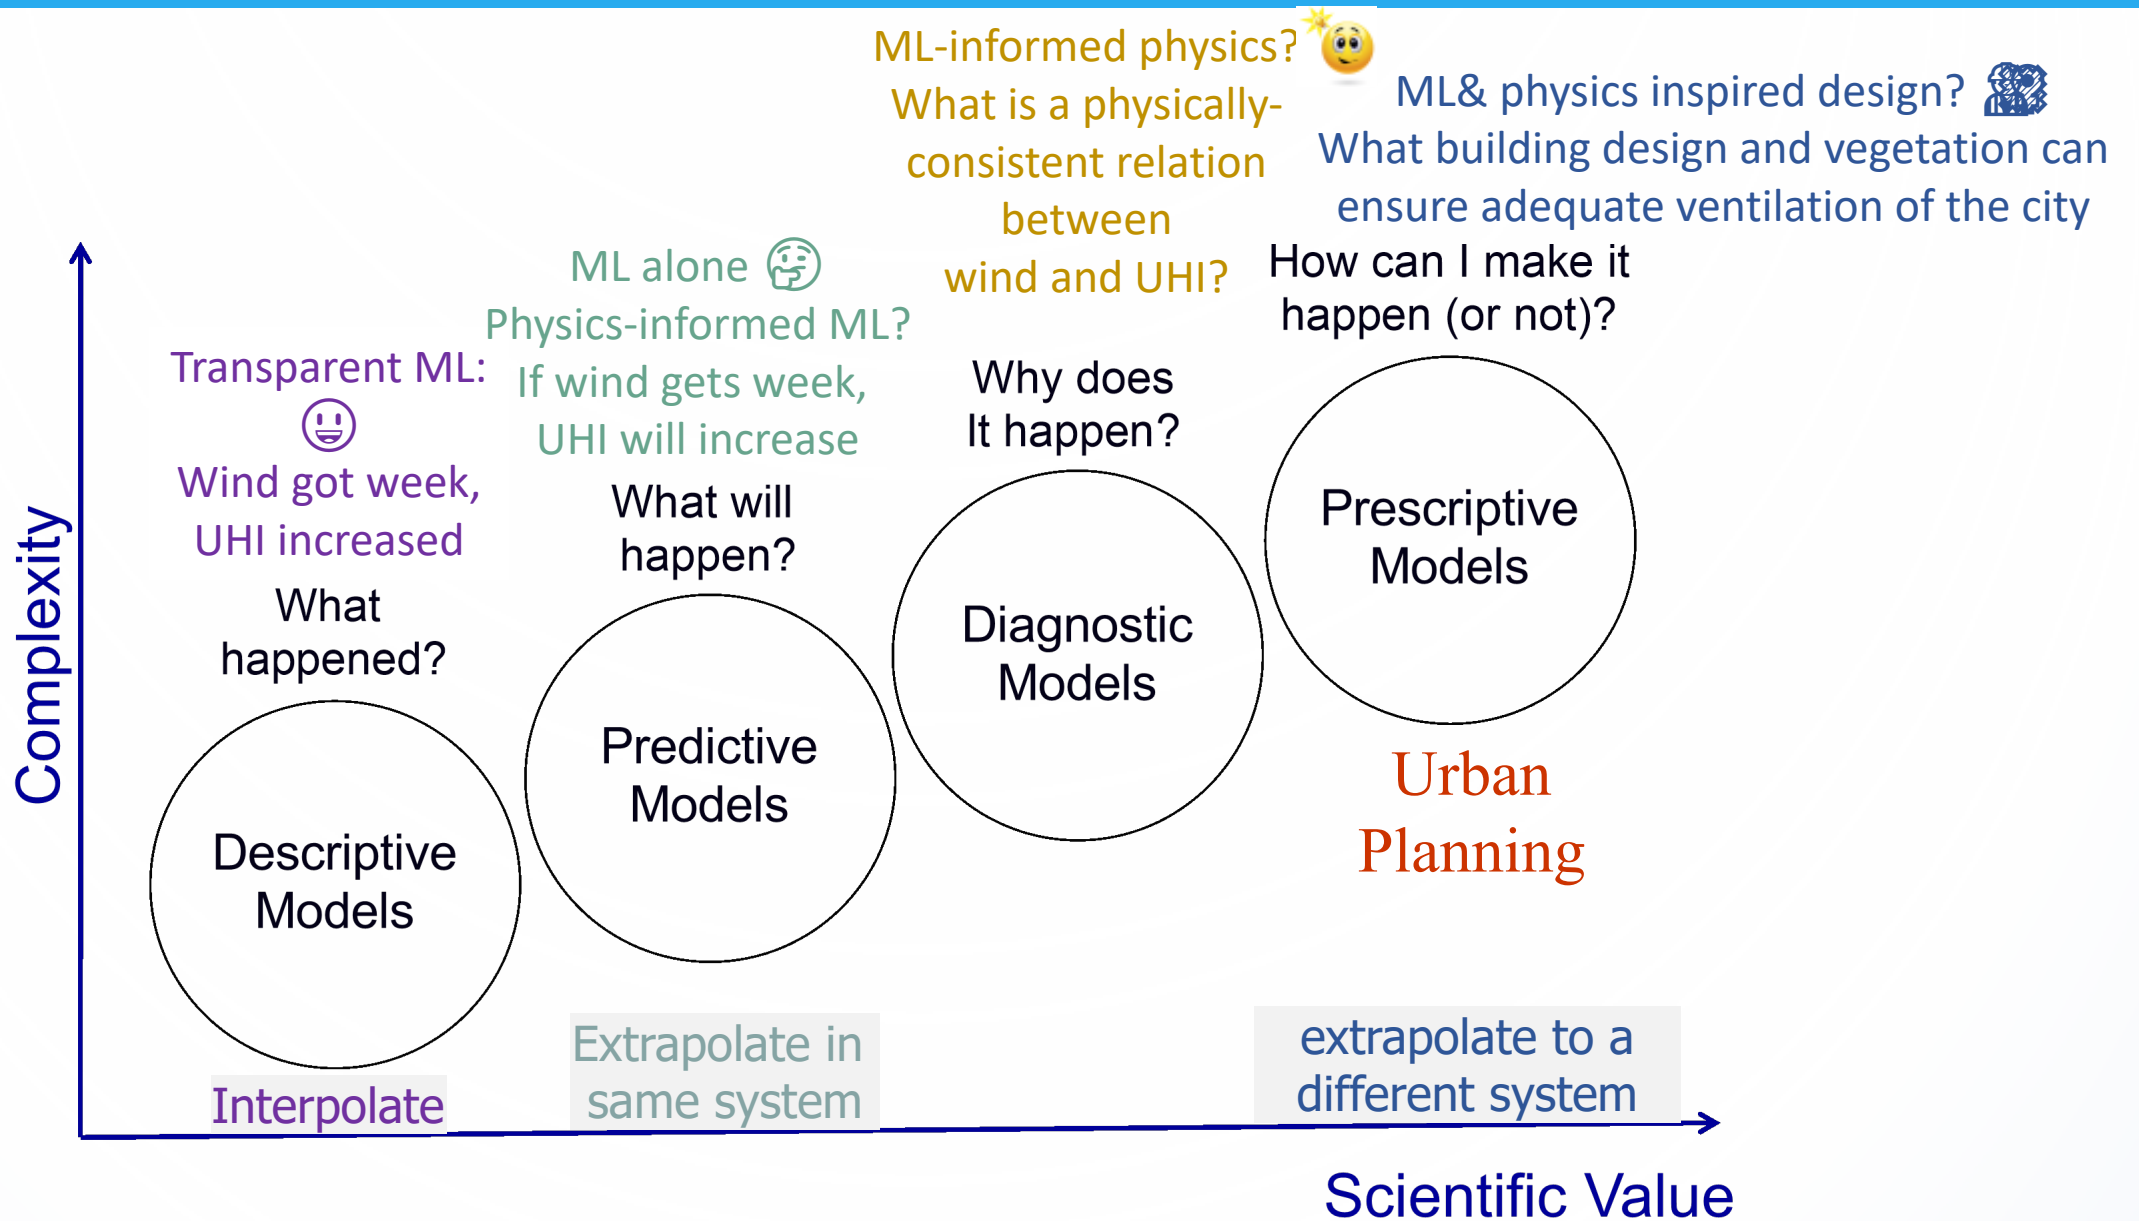 ML-informed physics?
What is a physically-
consistent relation
between
wind and UHI?
ML& physics inspired design?
What building design and vegetation can
ensure adequate ventilation of the city
How can I make it
happen (or not)?
ML alone 🤔
Physics-informed ML?
If wind gets week,
UHI will increase
What will
happen?
Transparent ML:
😃
Wind got week,
UHI increased
What
happened?
Why does
It happen?
Complexity
Descriptive
Models
Predictive
Models
Diagnostic
Models
Prescriptive
Models
Urban
Planning
Interpolate
Extrapolate in
same system
extrapolate to a
different system
Scientific Value